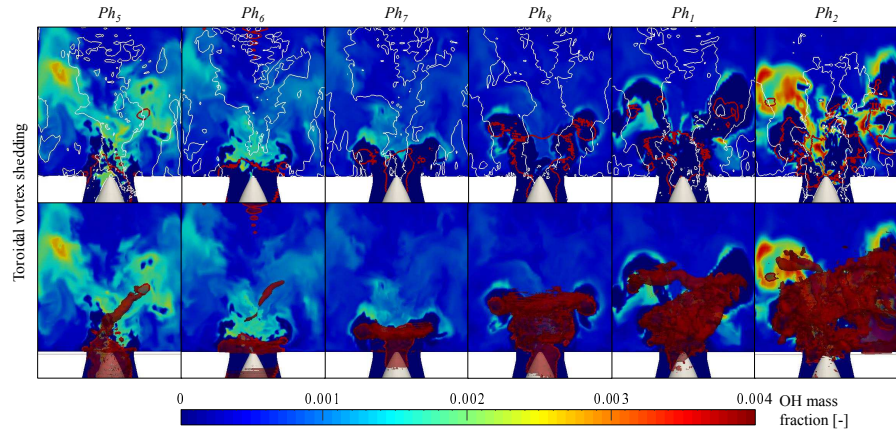 Ph5 Ph6 Ph7 Ph8 Ph1 Ph2
Toroidal vortex shedding
0 0.001 0.002 0.003 0.004 OH mass
fraction [-]